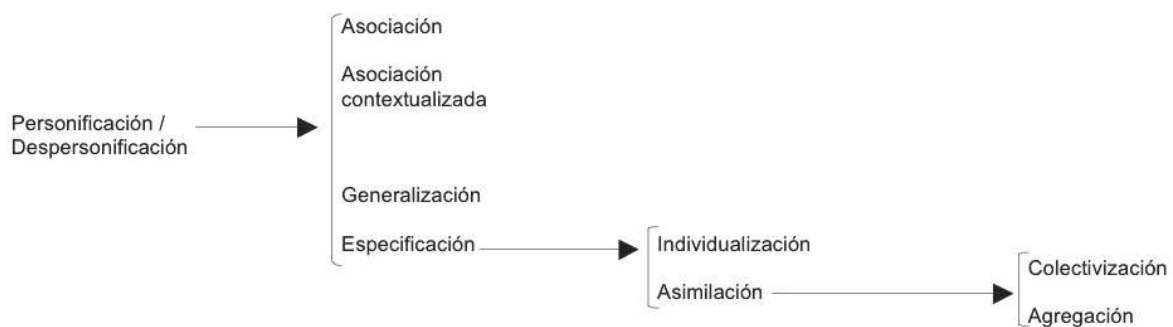 Asociación
Asociación
contextualizada
Personificación /
Despersonificación
Generalización
Especificación
Individualización
Asimilación
Colectivización
Agregación